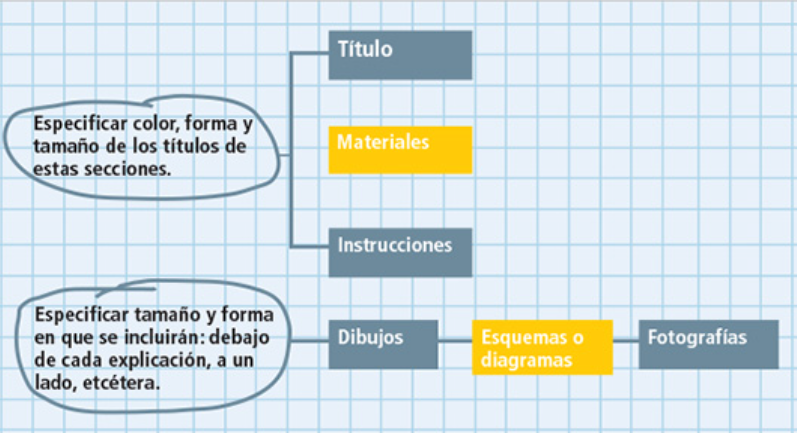 Título
Especificar color, forma y
tamaño de los títulos de
estas secciones.
Materiales
Instrucciones
Especificar tamaño y forma
en que se incluirán: debajo
de cada explicación, a un
lado, etcétera.
Dibujos
Esquemas o
diagramas
Fotografías